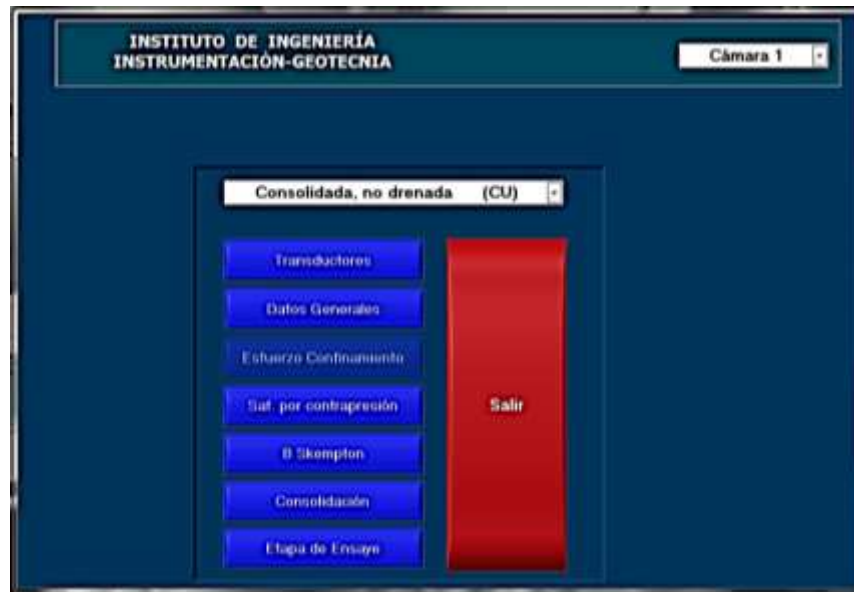 INSTITUTO DE INGENIERÍA
INSTRUMENTACIÓN-GEOTECNIA
Cámara 1
Consolidada, no drenada (CU)
Transductores
Datos Generales
Esfuerzo Confinamiento
Sat. por contrapresión
B Skempton
Consolidación
Etapa de Ensaye
Salir